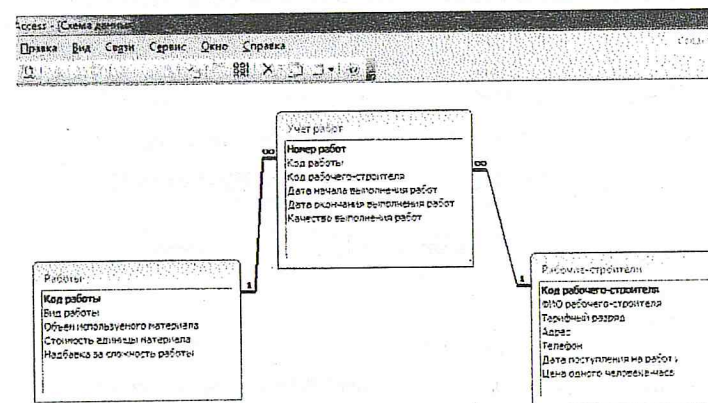 Access - [Схема данных]
Правка Вид Связи Сервис Окно Справка
Учет работ
Номер работ
Код работы
Код рабочего-строителя
Дата начала выполнения работ
Дата окончания выполнения работ
Качество выполнения работ
∞
∞
Работы
Код работы
Вид работы
Объем используемого материала
Стоимость единицы материала
Надбавка за сложность работы
1
1
Рабочие-строители
Код рабочего-строителя
ФИО рабочего-строителя
Тарифный разряд
Адрес
Телефон
Дата поступления на работу
Цена одного человека-часа